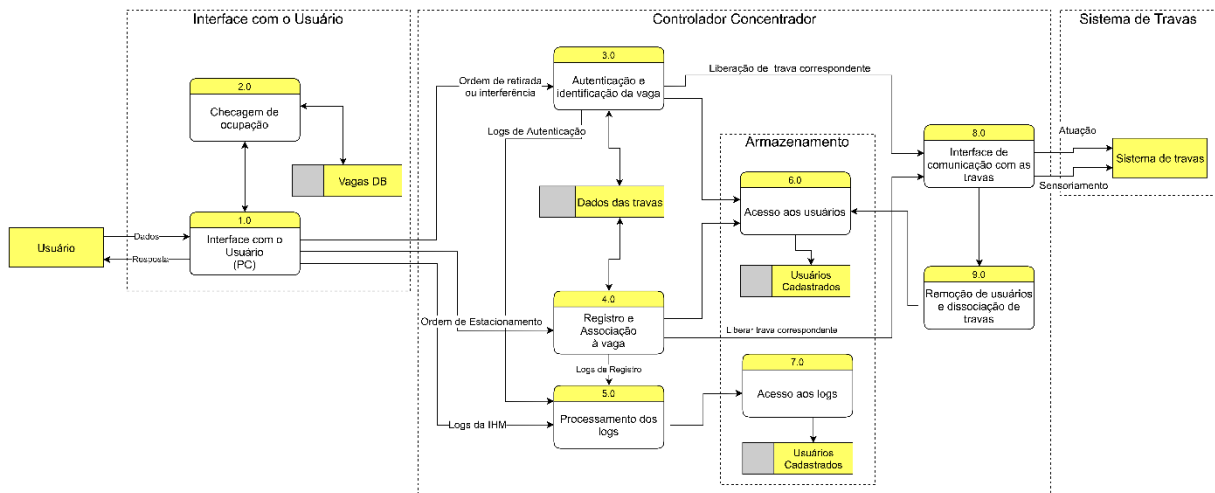 Interface com o Usuário
Controlador Concentrador
Sistema de Travas
2.0
Checagem de
ocupação
Vagas DB
Usuário
Dados
Resposta
1.0
Interface com o
Usuário
(PC)
Ordem de retirada
ou interferência
Logs de Autenticação
Ordem de Estacionamento
Logs da IHM
3.0
Autenticação e
identificação da vaga
Dados das travas
4.0
Registro e
Associação
à vaga
Logs de Registro
5.0
Processamento dos
logs
Liberação de trava correspondente
Armazenamento
6.0
Acesso aos usuários
Usuários
Cadastrados
Liberar trava correspondente
7.0
Acesso aos logs
Usuários
Cadastrados
8.0
Interface de
comunicação com as
travas
9.0
Remoção de usuários
e dissociação de
travas
Atuação
Sistema de travas
Sensoriamento